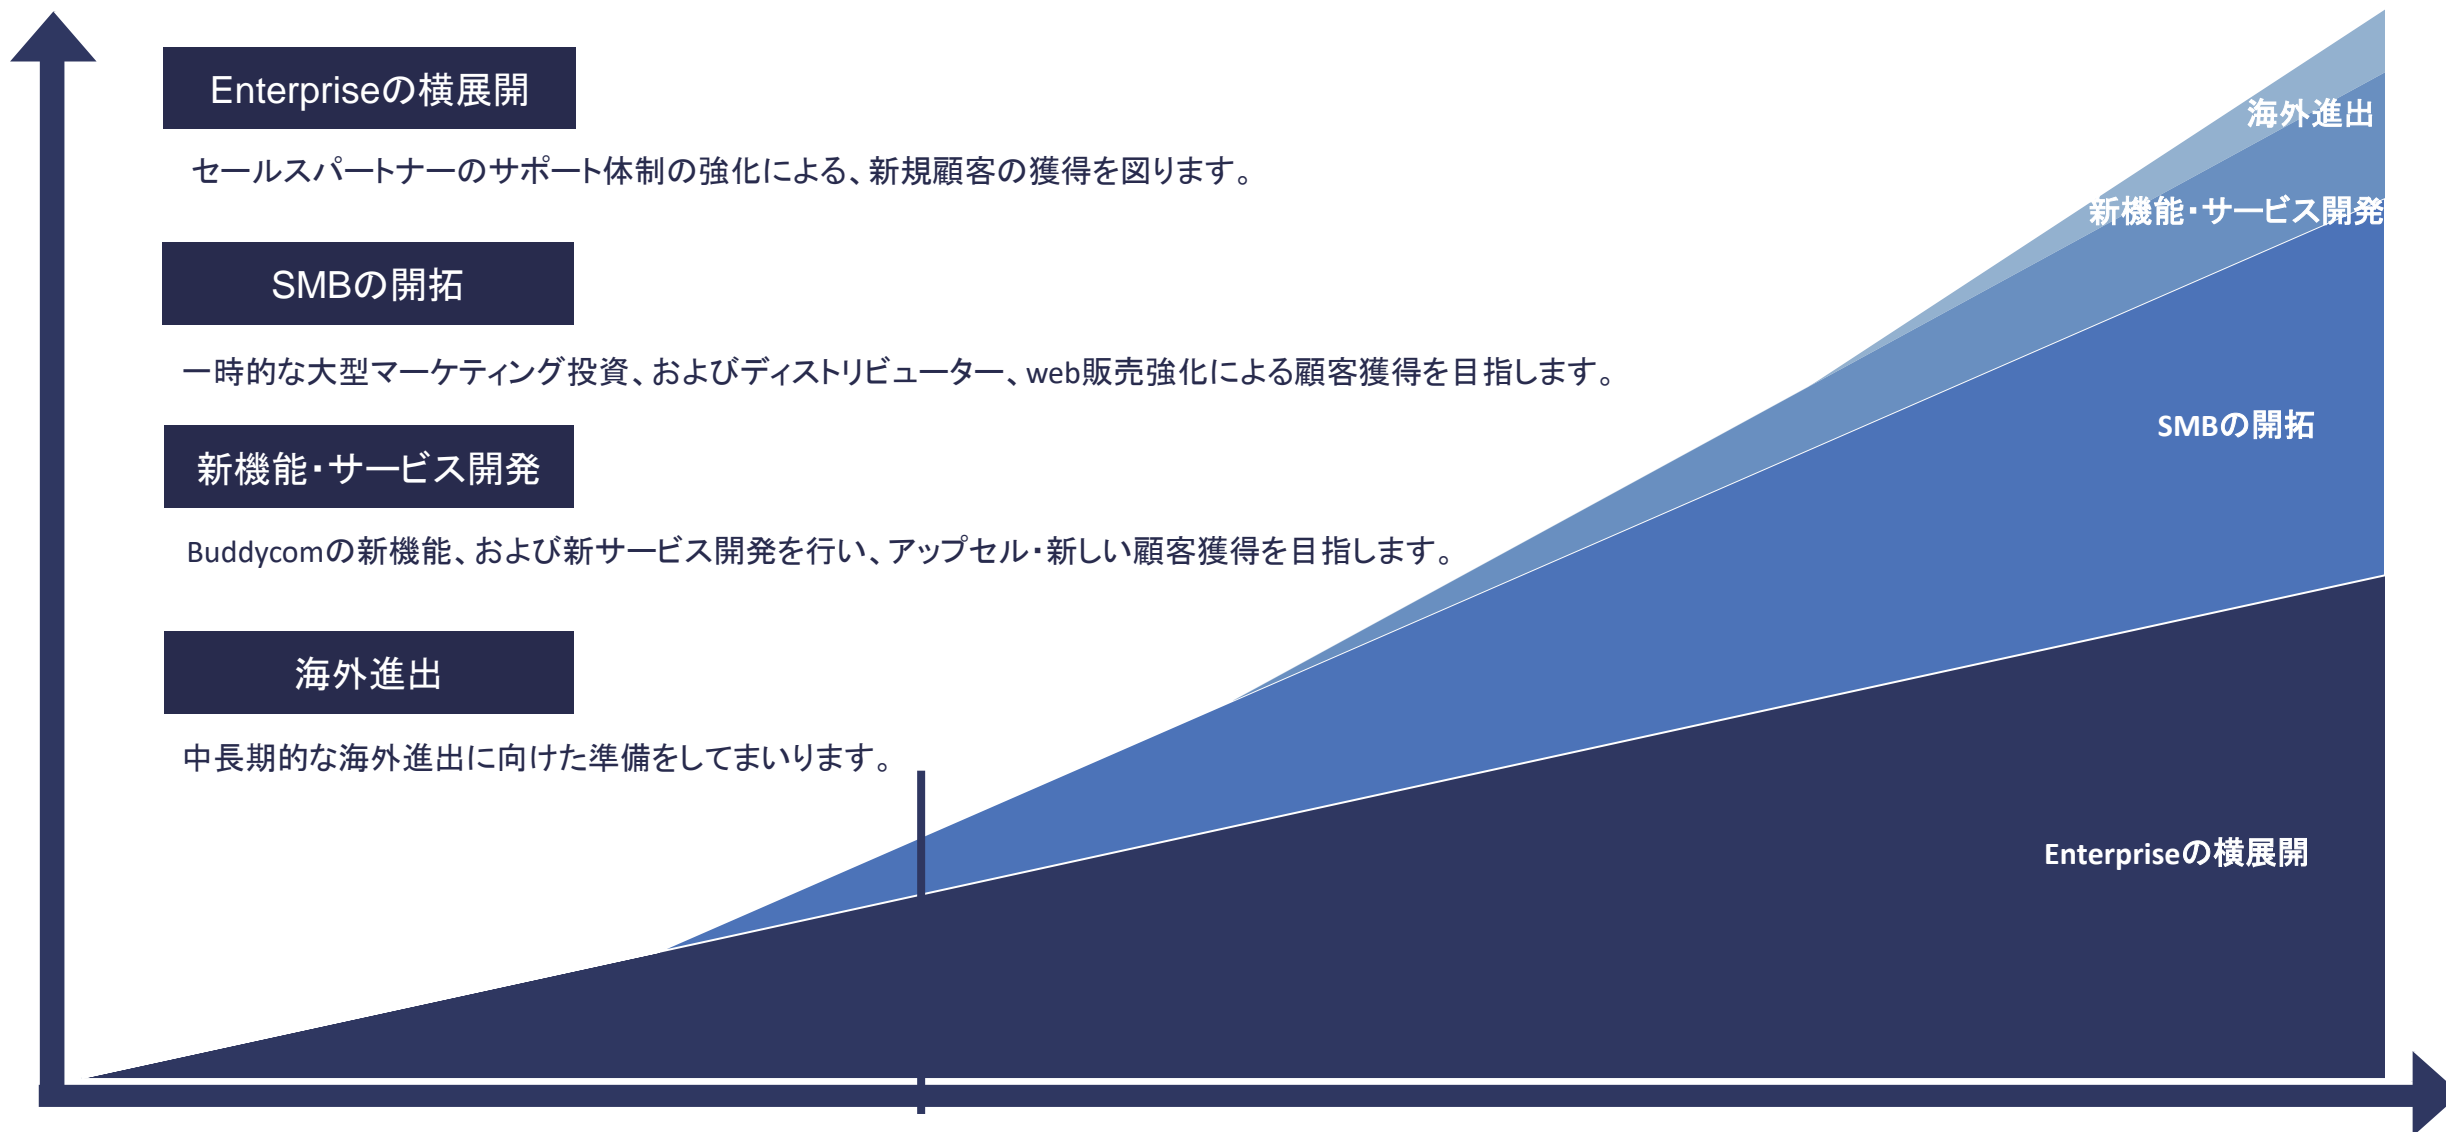 Enterpriseの横展開
セールスパートナーのサポート体制の強化による、新規顧客の獲得を図ります。
SMBの開拓
一時的な大型マーケティング投資、およびディストリビューター、web販売強化による顧客獲得を目指します。
新機能・サービス開発
Buddycomの新機能、および新サービス開発を行い、アップセル・新しい顧客獲得を目指します。
海外進出
中長期的な海外進出に向けた準備をしてまいります。
海外進出
新機能・サービス開発
SMBの開拓
Enterpriseの横展開